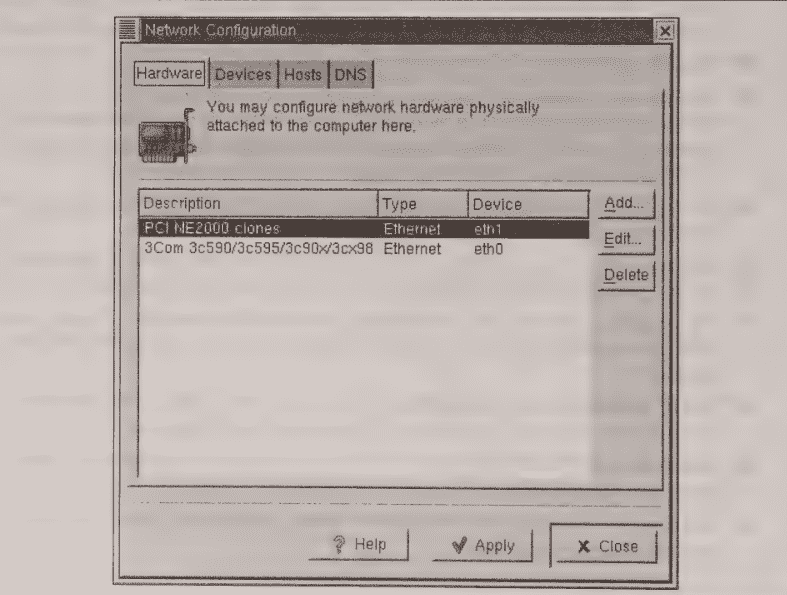 Network Configuration
Hardware Devices Hosts DNS
You may configure network hardware physically
attached to the computer here.
Description Type Device
Add...
PCI NE2000 clones Ethernet eth1
Edit...
3Com 3c590/3c595/3c90x/3cx98 Ethernet eth0
Delete
Help Apply Close